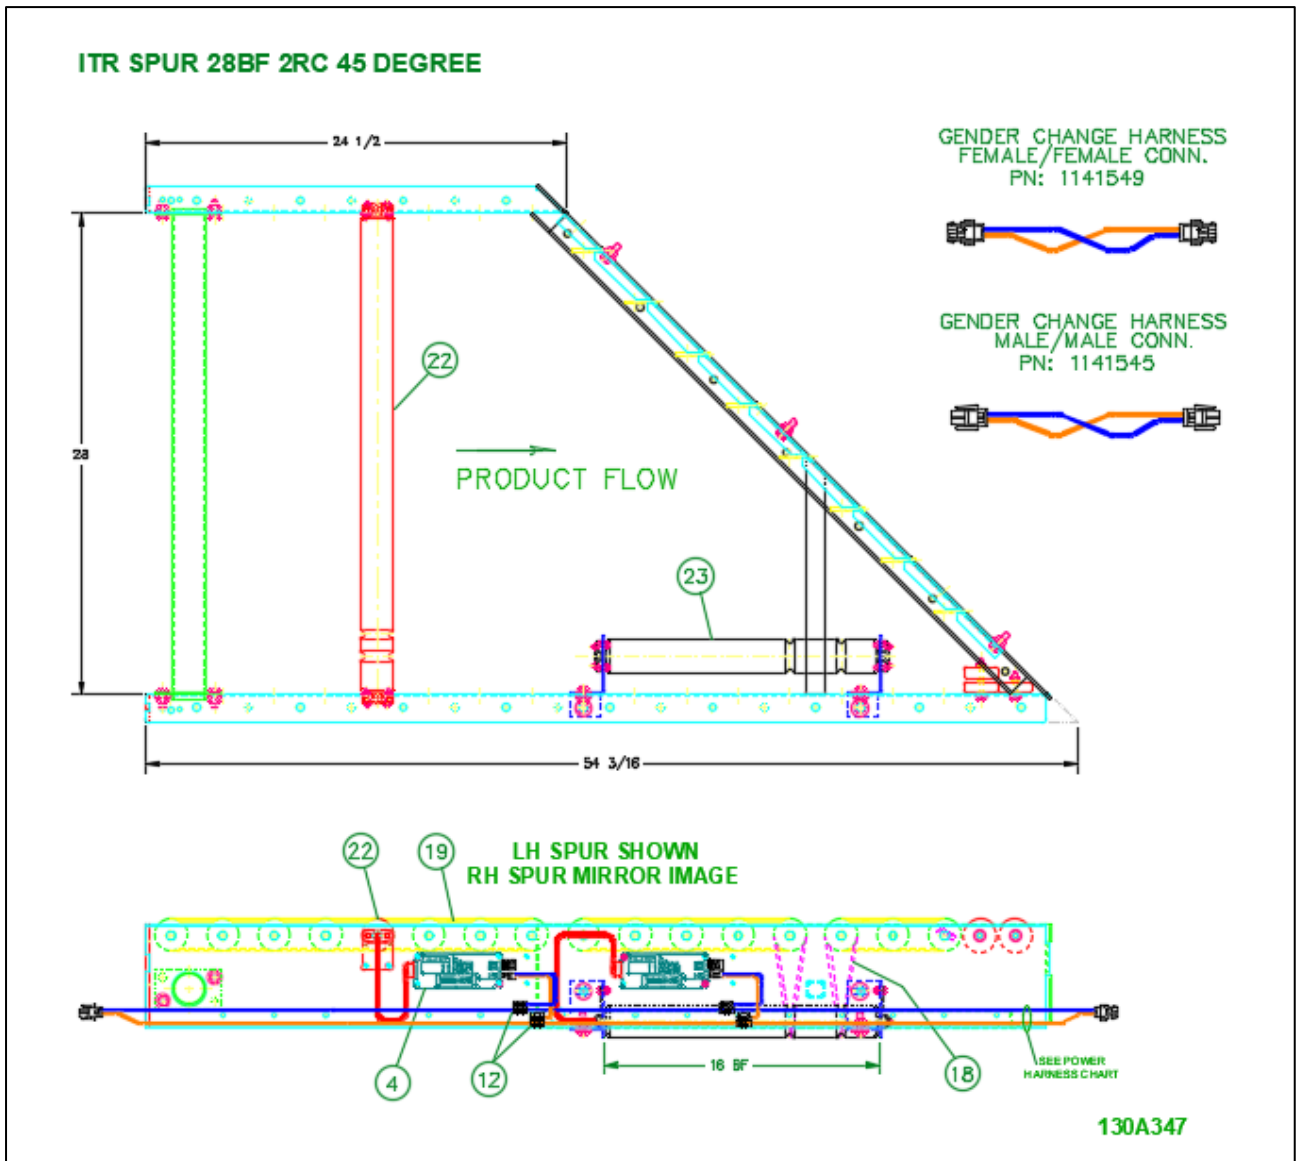 ITR SPUR 28BF 2RC 45 DEGREE
24 1/2
GENDER CHANGE HARNESS
FEMALE/FEMALE CONN.
PN: 1141549
GENDER CHANGE HARNESS
MALE/MALE CONN.
PN: 1141545
22
28
PRODUCT FLOW
23
54 3/16
22
19
LH SPUR SHOWN
RH SPUR MIRROR IMAGE
4
12
16 BF
18
SEE POWER
HARNESS CHART
130A347